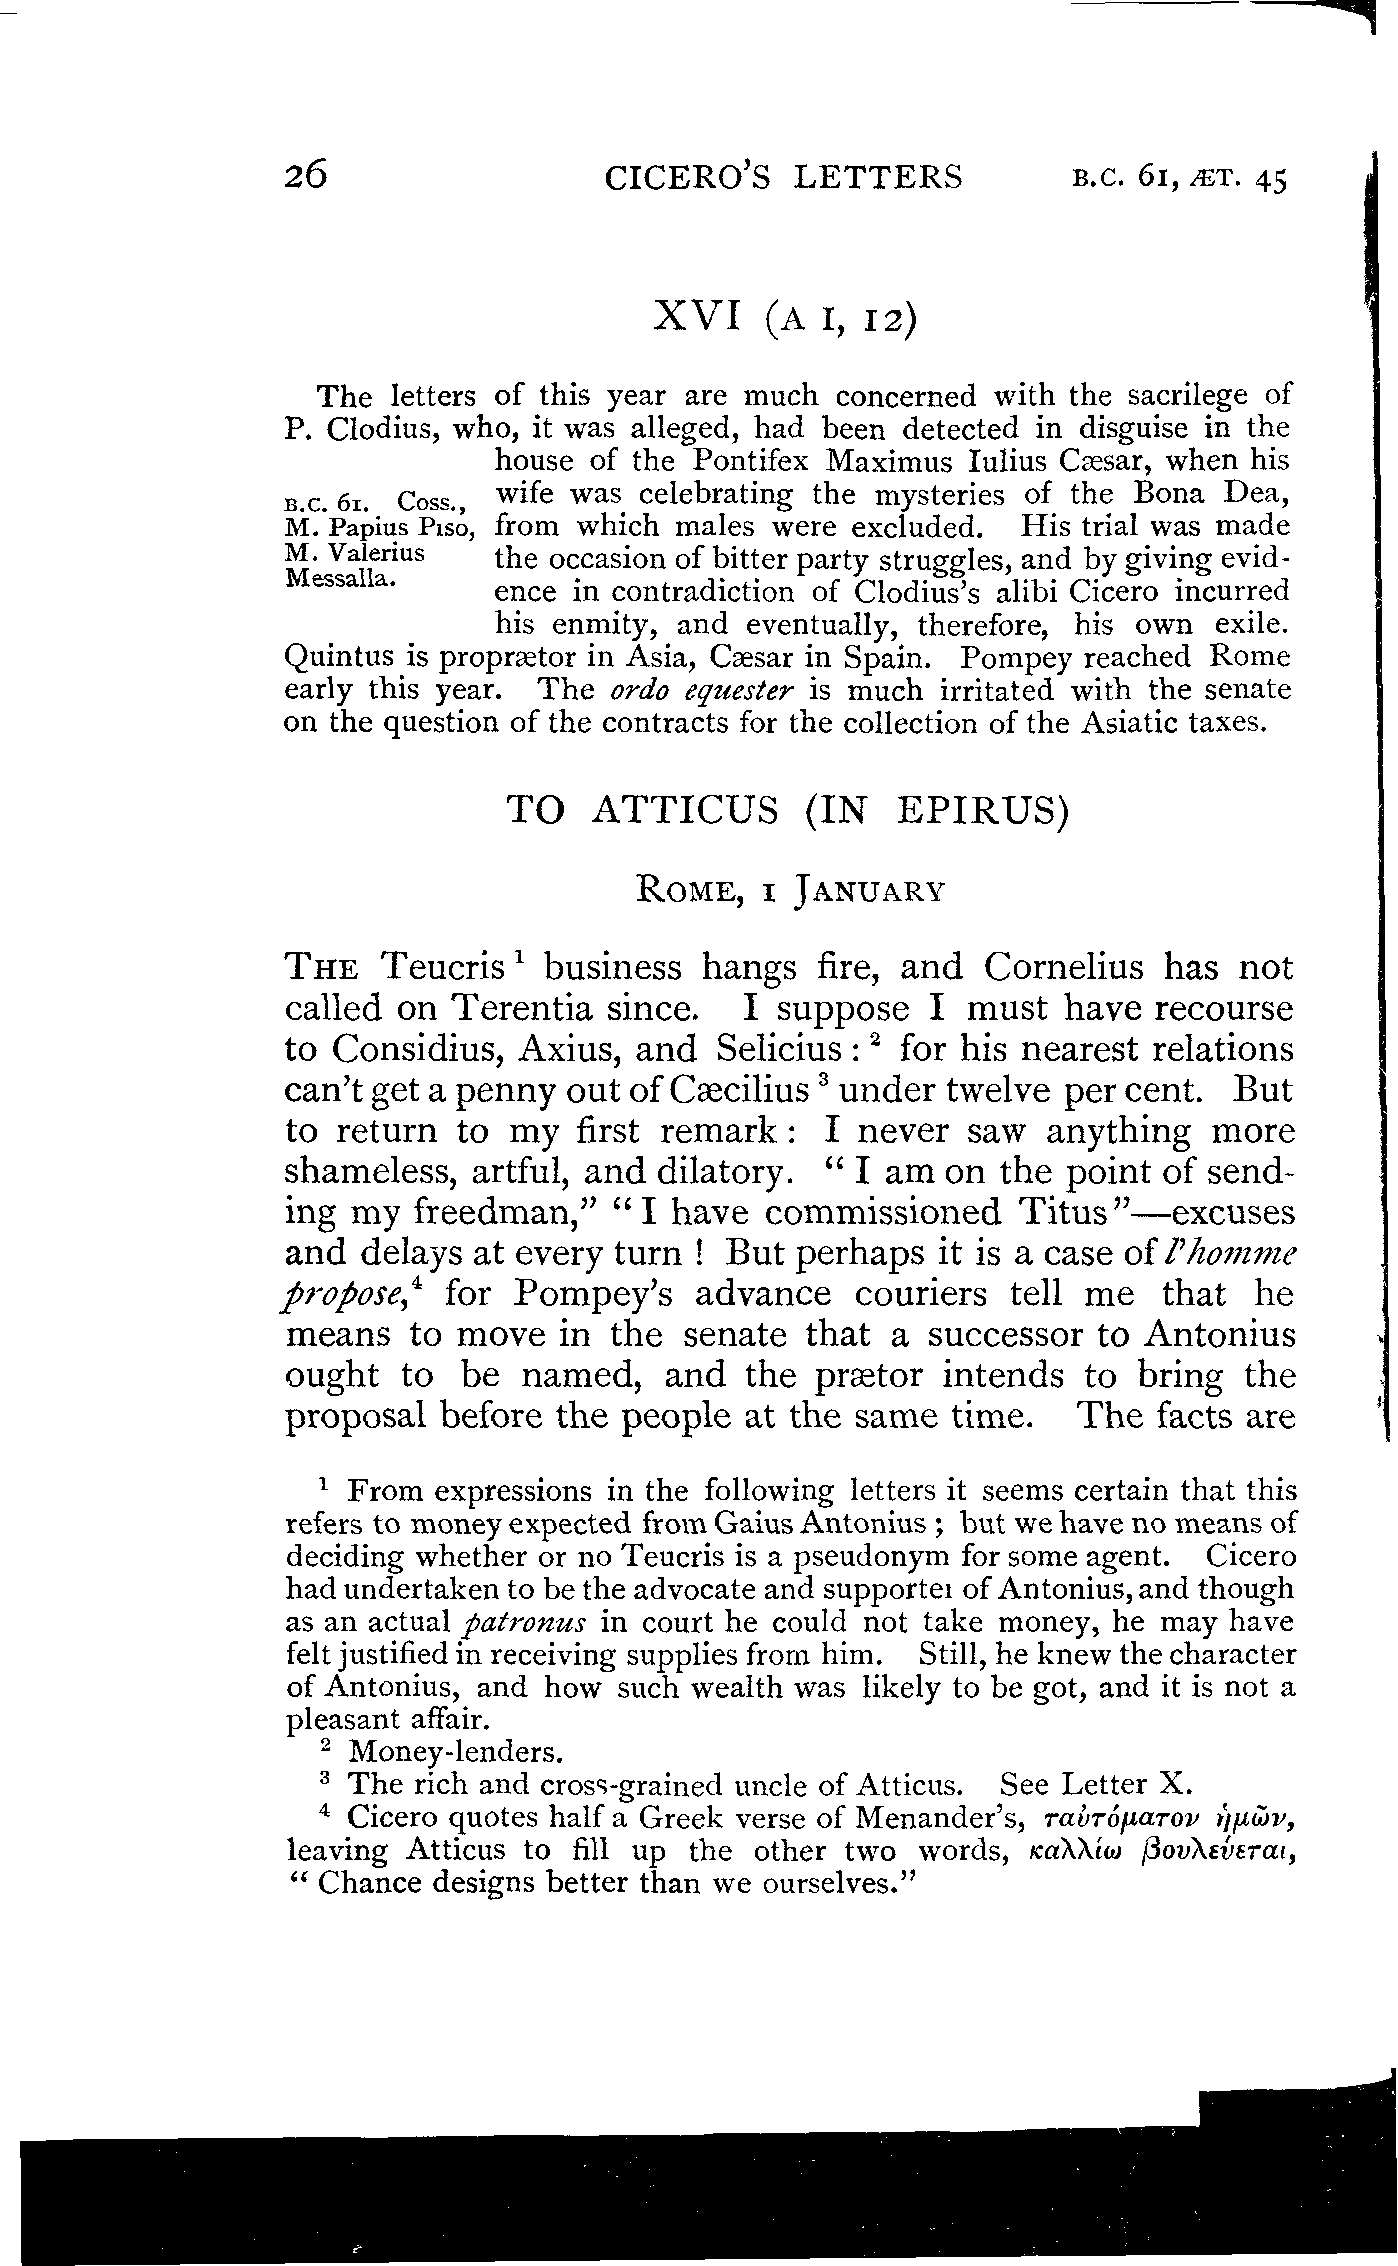 26 CICERO'S LETTERS B.C. 61, ÆT. 45
XVI (A I, 12)
The letters of this year are much concerned with the sacrilege of
P. Clodius, who, it was alleged, had been detected in disguise in the
house of the Pontifex Maximus Iulius Cæsar, when his
wife was celebrating the mysteries of the Bona Dea,
from which males were excluded. His trial was made
the occasion of bitter party struggles, and by giving evid-
ence in contradiction of Clodius's alibi Cicero incurred
his enmity, and eventually, therefore, his own exile.
B.C. 61. Coss.,
M. Papius Piso,
M. Valerius
Messalla.
Quintus is proprætor in Asia, Cæsar in Spain. Pompey reached Rome
early this year. The ordo equester is much irritated with the senate
on the question of the contracts for the collection of the Asiatic taxes.
TO ATTICUS (IN EPIRUS)
ROME, 1 JANUARY
THE Teucris ¹ business hangs fire, and Cornelius has not
called on Terentia since. I suppose I must have recourse
to Considius, Axius, and Selicius : ² for his nearest relations
can't get a penny out of Cæcilius ³ under twelve per cent. But
to return to my first remark : I never saw anything more
shameless, artful, and dilatory. “ I am on the point of send-
ing my freedman,” “ I have commissioned Titus ”—excuses
and delays at every turn ! But perhaps it is a case of l'homme
propose,⁴ for Pompey's advance couriers tell me that he
means to move in the senate that a successor to Antonius
ought to be named, and the prætor intends to bring the
proposal before the people at the same time. The facts are
¹ From expressions in the following letters it seems certain that this
refers to money expected from Gaius Antonius ; but we have no means of
deciding whether or no Teucris is a pseudonym for some agent. Cicero
had undertaken to be the advocate and supporter of Antonius, and though
as an actual patronus in court he could not take money, he may have
felt justified in receiving supplies from him. Still, he knew the character
of Antonius, and how such wealth was likely to be got, and it is not a
pleasant affair.
² Money-lenders.
³ The rich and cross-grained uncle of Atticus. See Letter X.
⁴ Cicero quotes half a Greek verse of Menander's, ταὐτόματον ἡμῶν,
leaving Atticus to fill up the other two words, καλλίω βουλεύεται,
“ Chance designs better than we ourselves.”